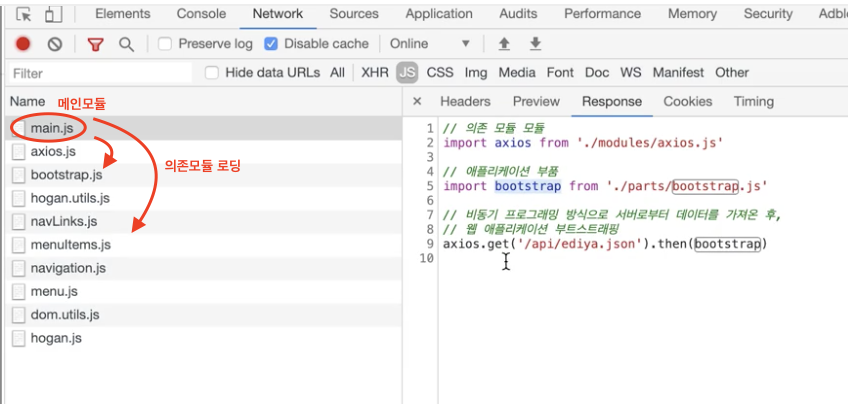 Elements Console Network Sources Application Audits Performance Memory Security Adbl
Preserve log Disable cache Online
Filter Hide data URLs All XHR JS CSS Img Media Font Doc WS Manifest Other
Name 메인모듈
main.js
axios.js
bootstrap.js
의존모듈 로딩
hogan.utils.js
navLinks.js
menuItems.js
navigation.js
menu.js
dom.utils.js
hogan.js
× Headers Preview Response Cookies Timing
1 // 의존 모듈 모듈
2 import axios from './modules/axios.js'
3
4 // 애플리케이션 부품
5 import bootstrap from './parts/bootstrap.js'
6
7 // 비동기 프로그래밍 방식으로 서버로부터 데이터를 가져온 후,
8 // 웹 애플리케이션 부트스트래핑
9 axios.get('/api/ediya.json').then(bootstrap)
10